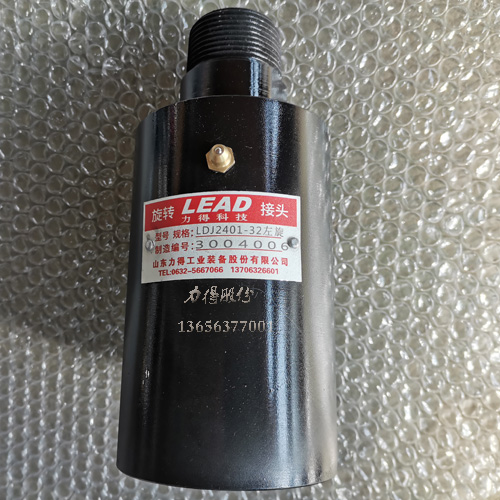 旋转 LEAD 接头
力得科技
型号 规格: LDJ2401-32左旋
制造编号: 3004006
山东力得工业装备股份有限公司
TEL:0632-5667066 13706326601
力得股份
1365637700